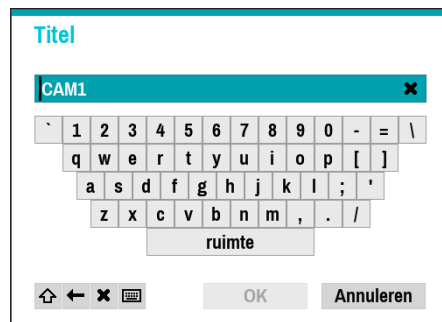 Titel
CAM1
` 1 2 3 4 5 6 7 8 9 0 - = \
q w e r t y u i o p [ ]
a s d f g h j k l ; '
z x c v b n m , . /
ruimte
OK Annuleren